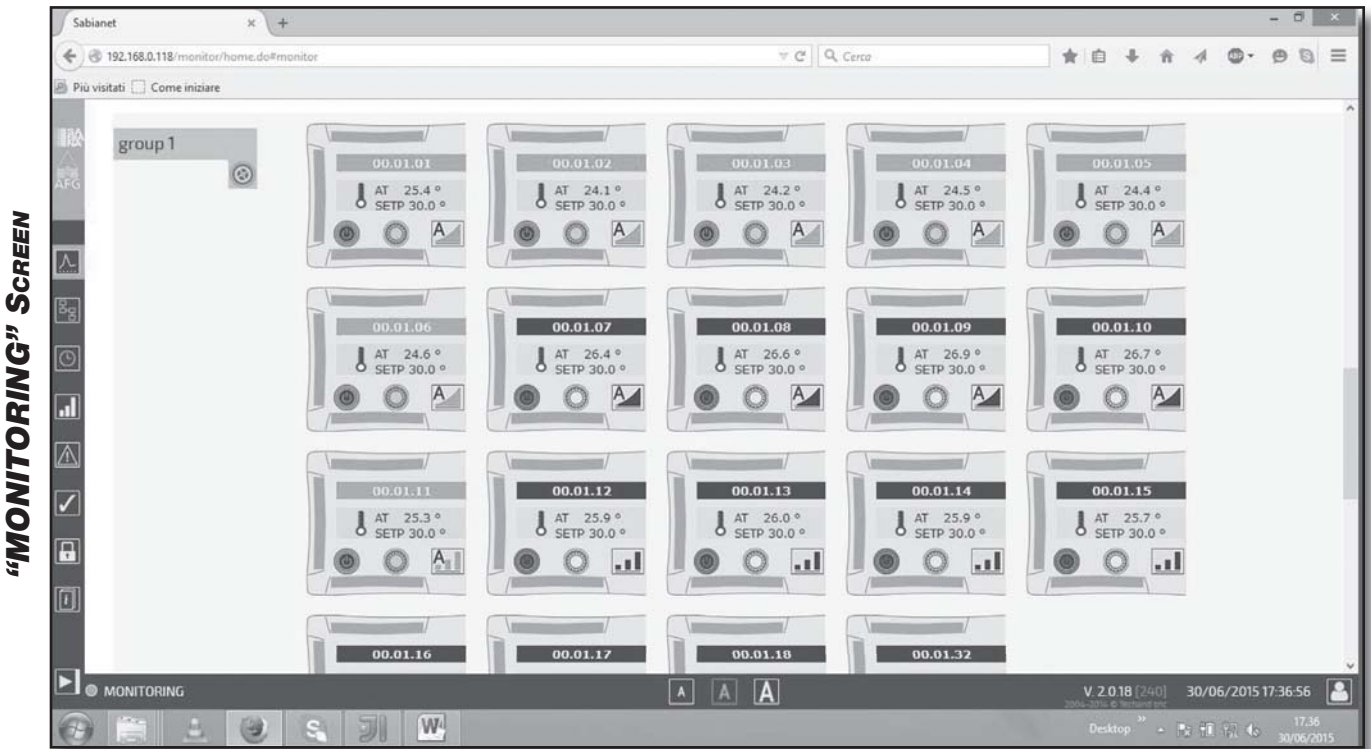 “MONITORING” SCREEN
Sabianet
192.168.0.118/monitor/home.do#monitor
Cerca
ABP
Più visitati
Come iniziare
AFG
group 1
00.01.01
AT 25.4 °
SETP 30.0 °
A
00.01.02
AT 24.1 °
SETP 30.0 °
A
00.01.03
AT 24.2 °
SETP 30.0 °
A
00.01.04
AT 24.5 °
SETP 30.0 °
A
00.01.05
AT 24.4 °
SETP 30.0 °
A
00.01.06
AT 24.6 °
SETP 30.0 °
A
00.01.07
AT 26.4 °
SETP 30.0 °
A
00.01.08
AT 26.6 °
SETP 30.0 °
A
00.01.09
AT 26.9 °
SETP 30.0 °
A
00.01.10
AT 26.7 °
SETP 30.0 °
A
00.01.11
AT 25.3 °
SETP 30.0 °
A
00.01.12
AT 25.9 °
SETP 30.0 °
00.01.13
AT 26.0 °
SETP 30.0 °
00.01.14
AT 25.9 °
SETP 30.0 °
00.01.15
AT 25.7 °
SETP 30.0 °
00.01.16
00.01.17
00.01.18
00.01.32
MONITORING
A A A
V. 2.0.18 [240]
30/06/2015 17:36:56
Desktop
17.36
30/06/2015